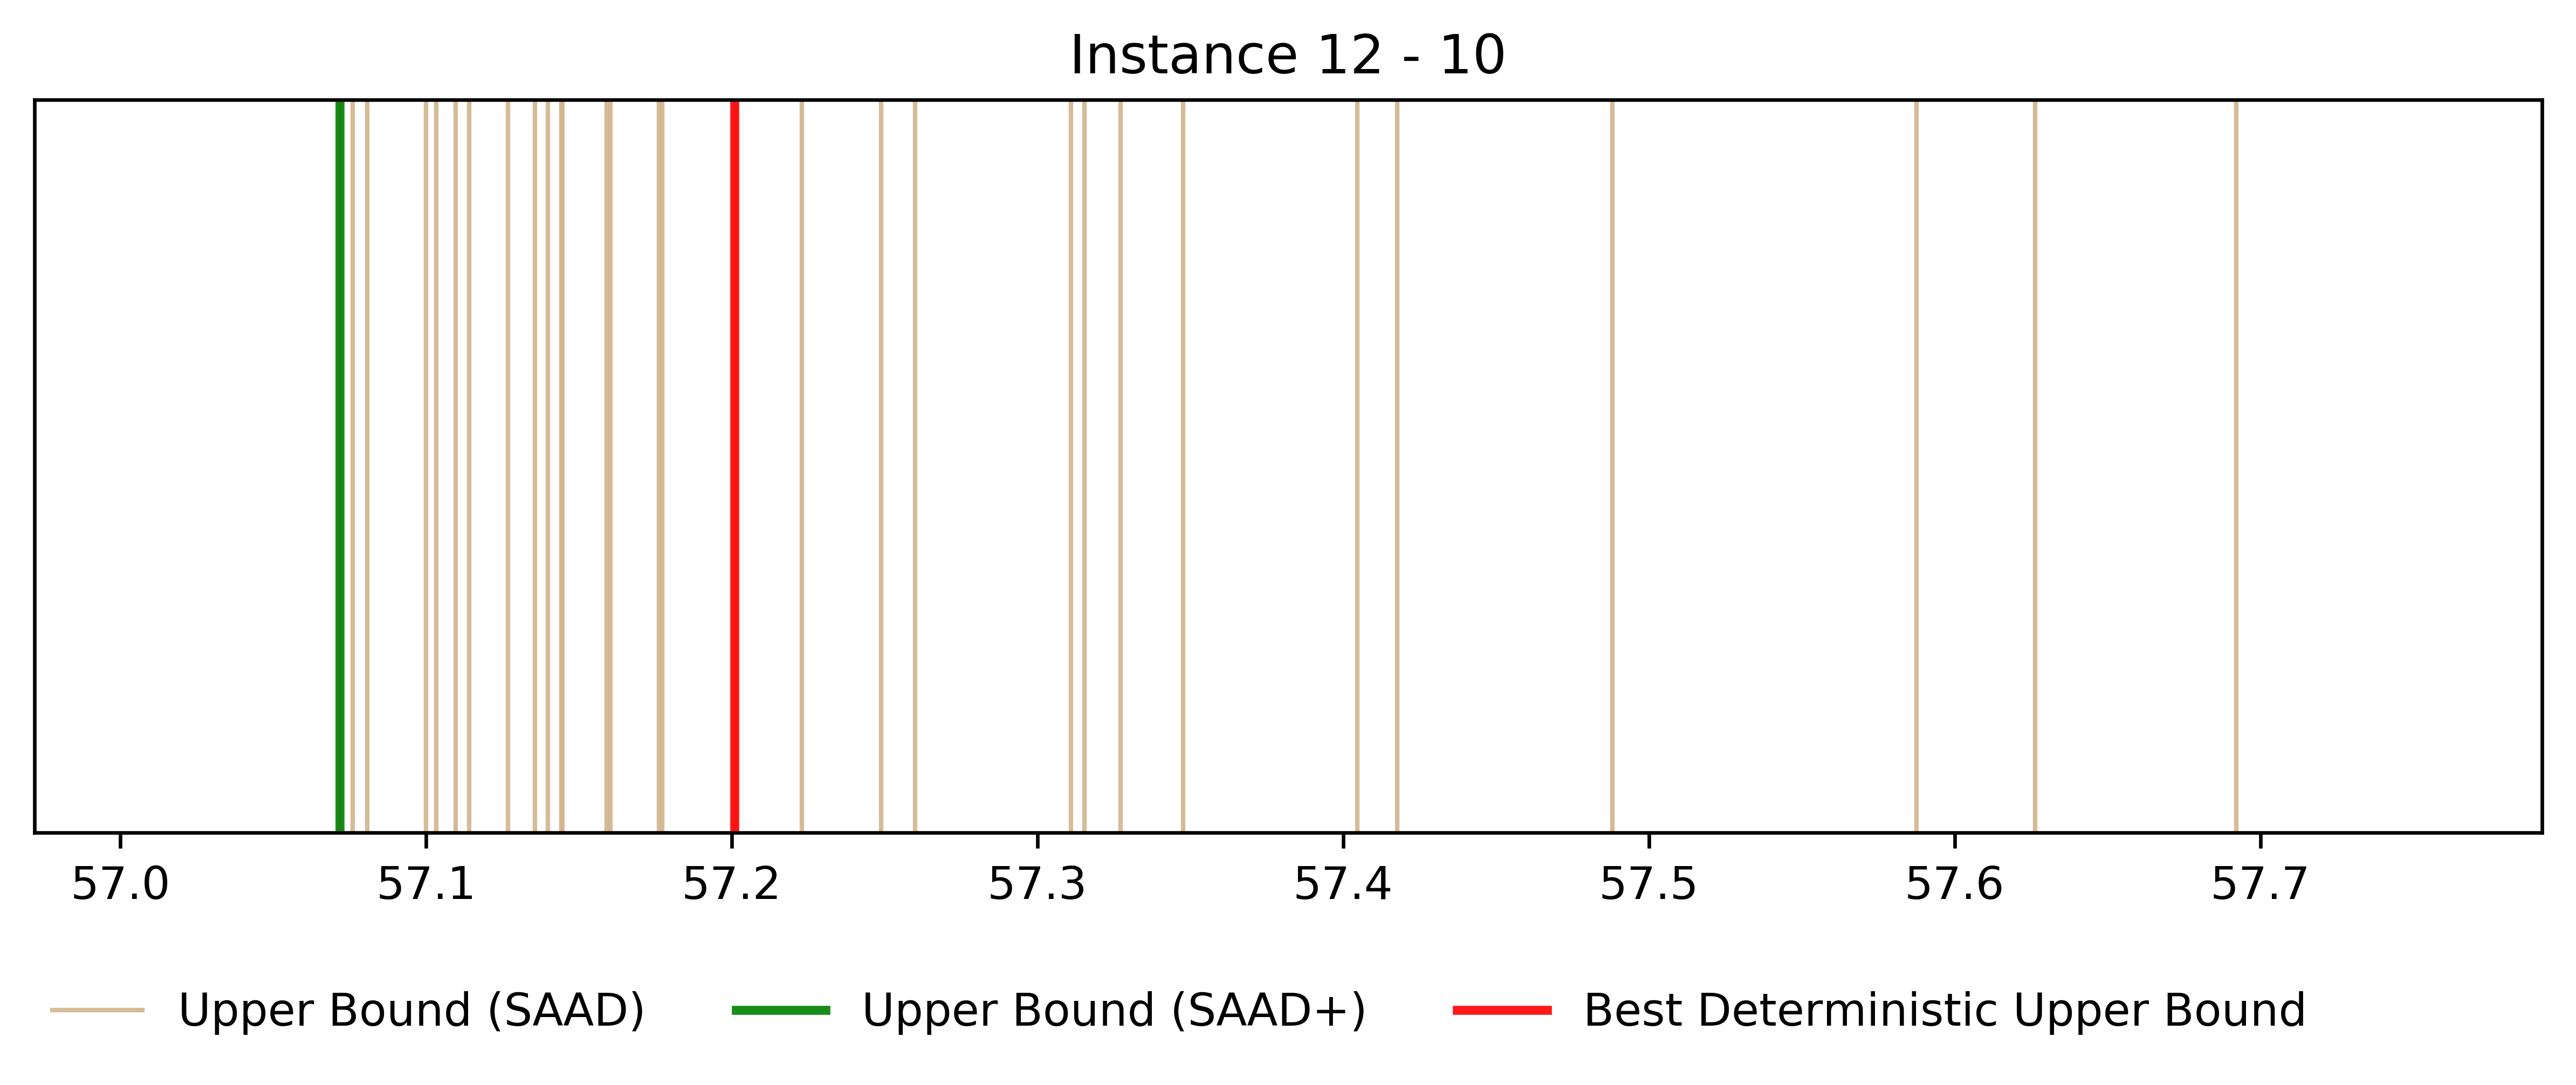 Instance 12 - 10
57.0 57.1 57.2 57.3 57.4 57.5 57.6 57.7
Upper Bound (SAAD) Upper Bound (SAAD+) Best Deterministic Upper Bound